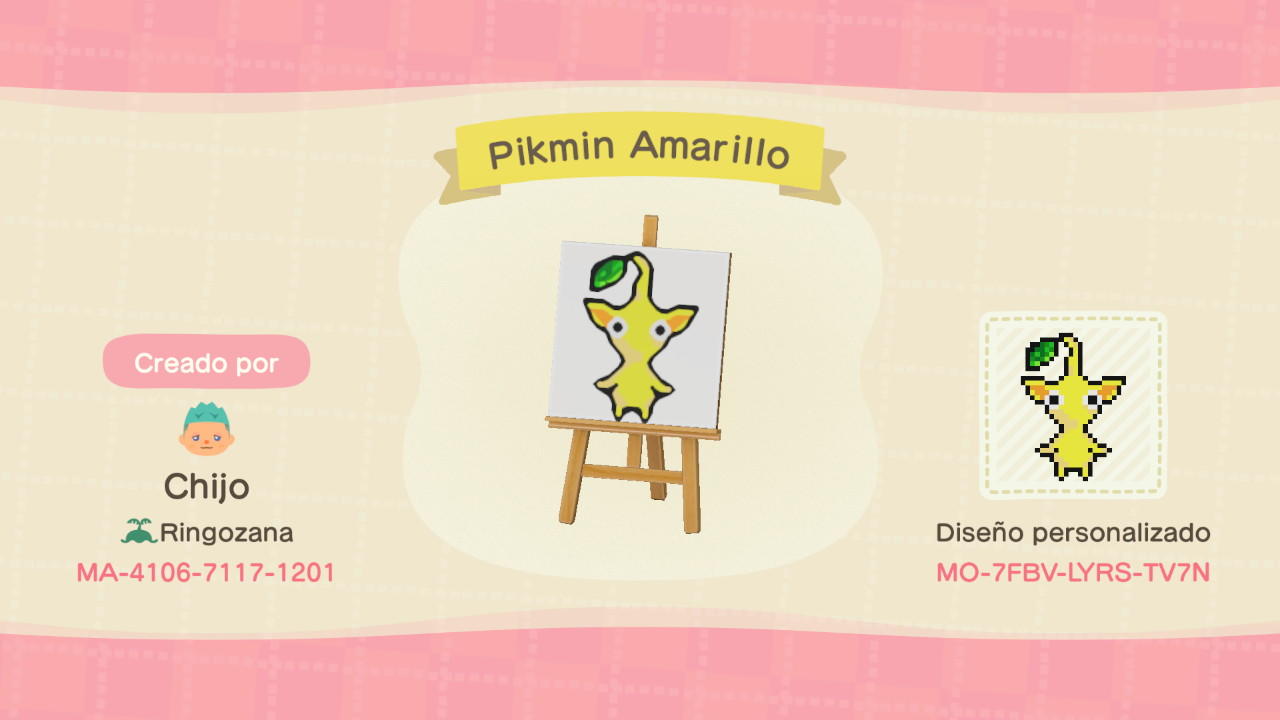 Pikmin Amarillo
Creado por
Chijo
Ringozana
MA-4106-7117-1201
Diseño personalizado
MO-7FBV-LYRS-TV7N